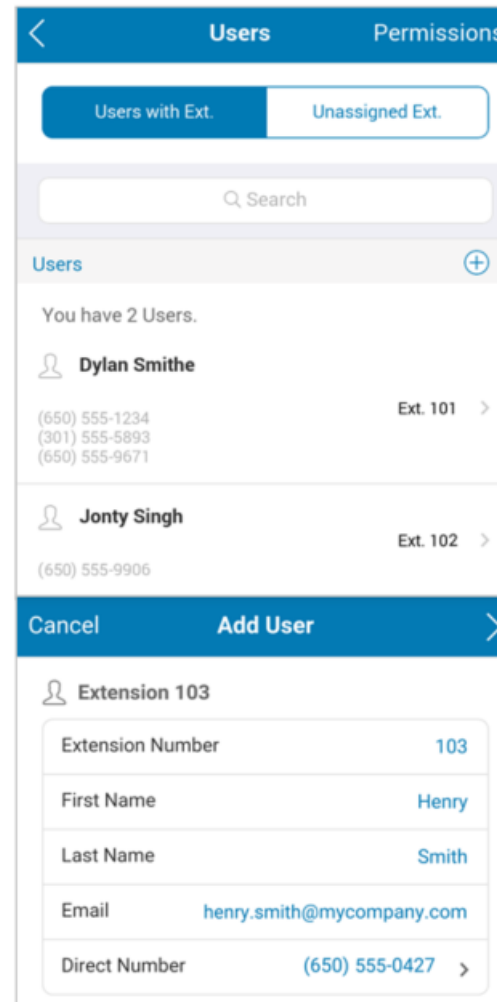 Users Permissions
Users with Ext. Unassigned Ext.
Search
Users
You have 2 Users.
Dylan Smithe
(650) 555-1234
(301) 555-5893
(650) 555-9671
Ext. 101
Jonty Singh
(650) 555-9906
Ext. 102
Cancel Add User
Extension 103
Extension Number 103
First Name Henry
Last Name Smith
Email henry.smith@mycompany.com
Direct Number (650) 555-0427